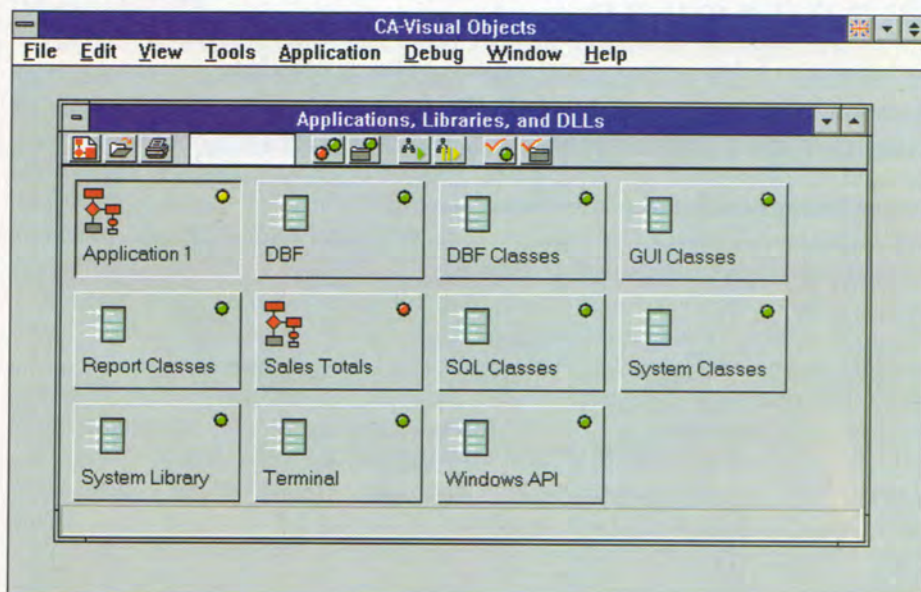 CA-Visual Objects
File Edit View Tools Application Debug Window Help
Applications, Libraries, and DLLs
Application 1
DBF
DBF Classes
GUI Classes
Report Classes
Sales Totals
SQL Classes
System Classes
System Library
Terminal
Windows API